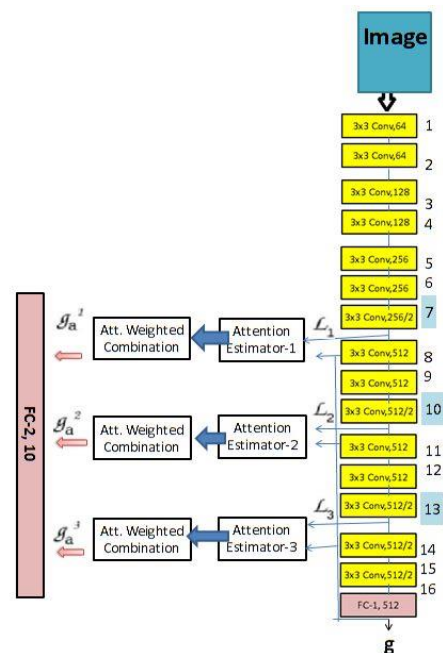 Image
3x3 Conv,64 1
3x3 Conv,64 2
3x3 Conv,128 3
3x3 Conv,128 4
3x3 Conv,256 5
3x3 Conv,256 6
3x3 Conv,256/2 7
3x3 Conv,512 8
3x3 Conv,512 9
3x3 Conv,512/2 10
3x3 Conv,512 11
3x3 Conv,512 12
3x3 Conv,512/2 13
3x3 Conv,512/2 14
3x3 Conv,512/2 15
16
FC-1, 512
g
ℒ₁
Attention
Estimator-1
Att. Weighted
Combination
𝑔ₐ¹
ℒ₂
Attention
Estimator-2
Att. Weighted
Combination
𝑔ₐ²
ℒ₃
Attention
Estimator-3
Att. Weighted
Combination
𝑔ₐ³
FC-2, 10